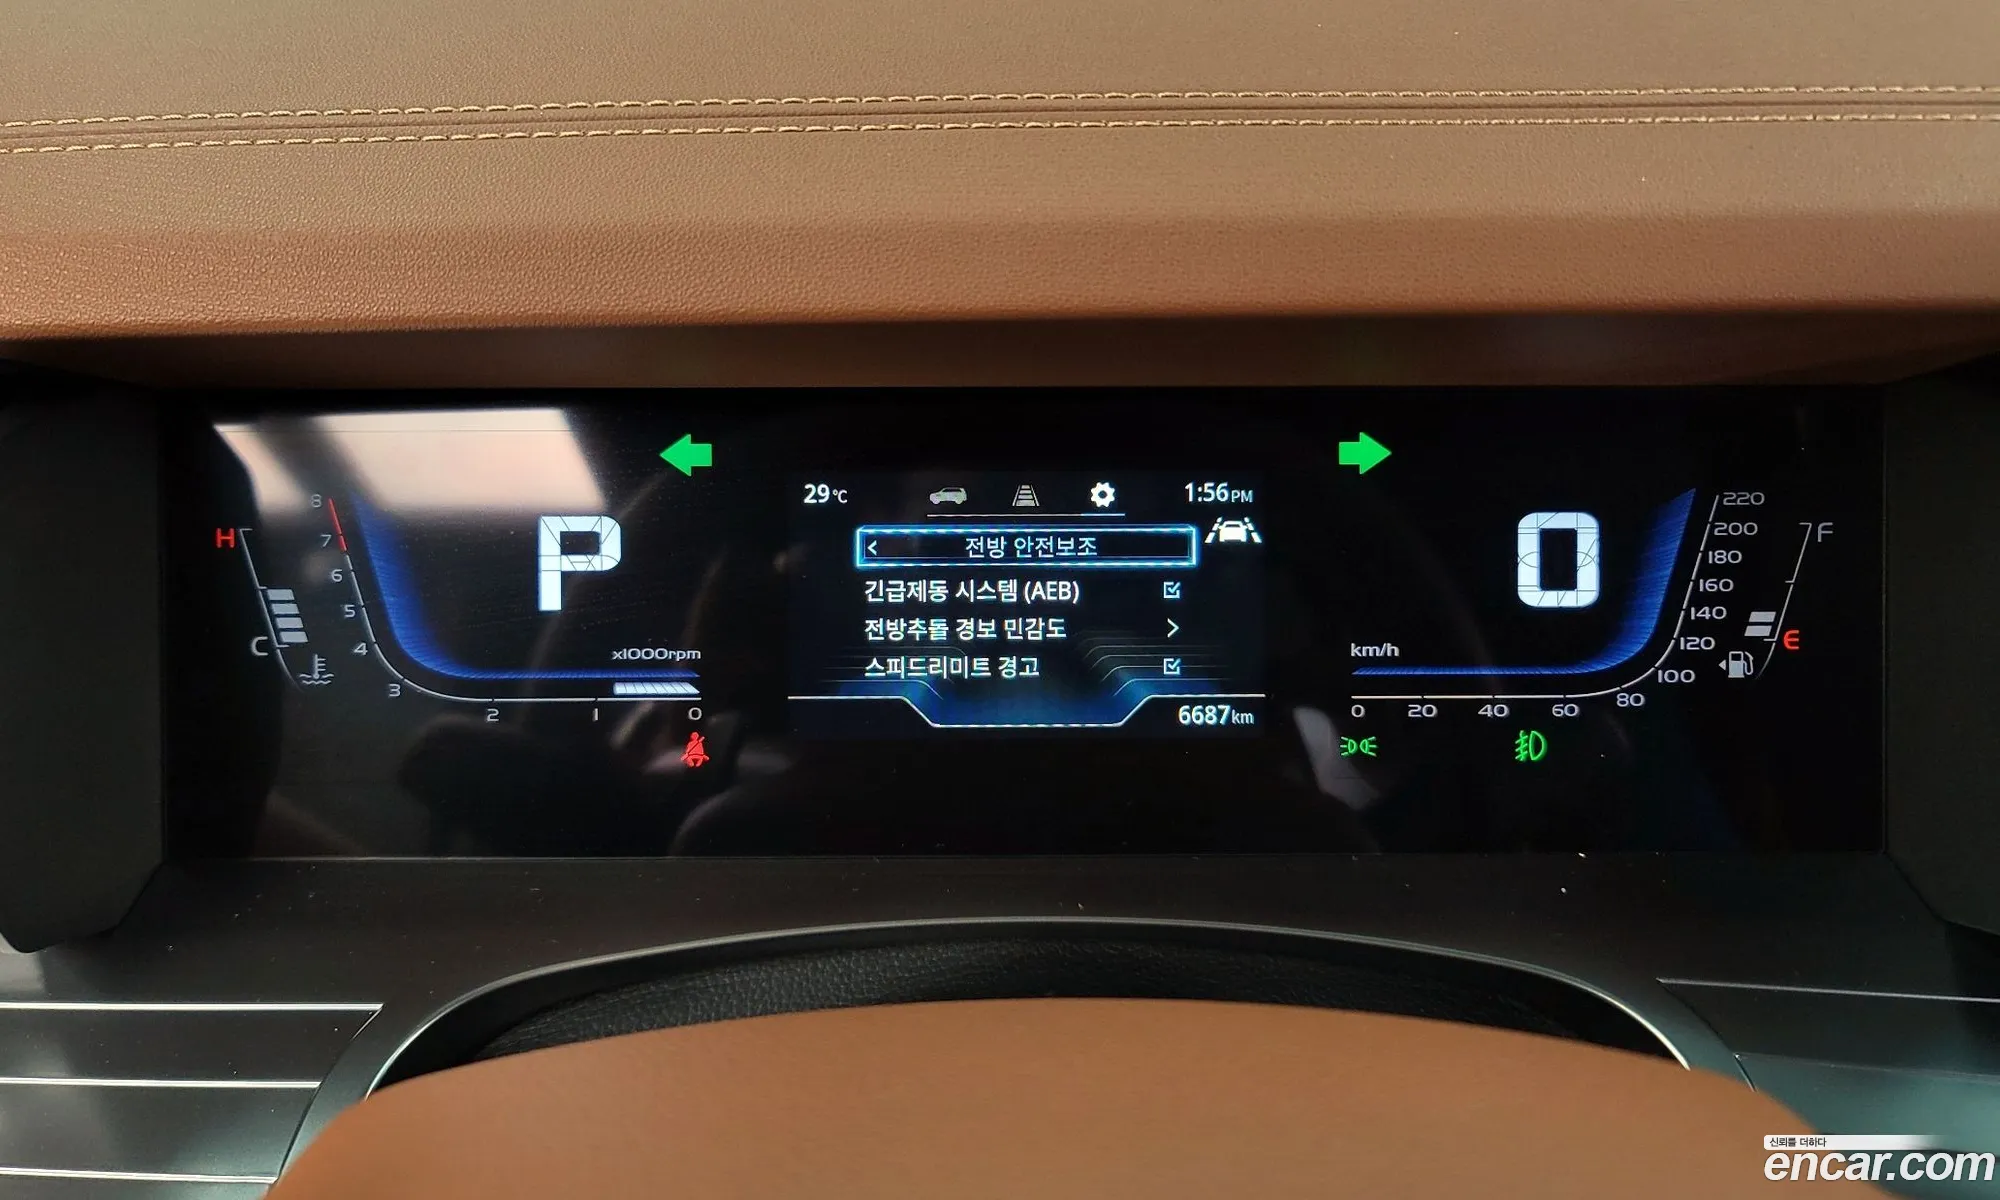 29°C
1:56PM
전방 안전보조
긴급제동 시스템 (AEB)
전방추돌 경보 민감도
스피드리미트 경고
6687km
H
C
8
7
6
5
4
3
2
1
0
x1000rpm
P
0
km/h
0
20
40
60
80
100
120
140
160
180
200
220
F
E
신뢰를 더하다
encar.com